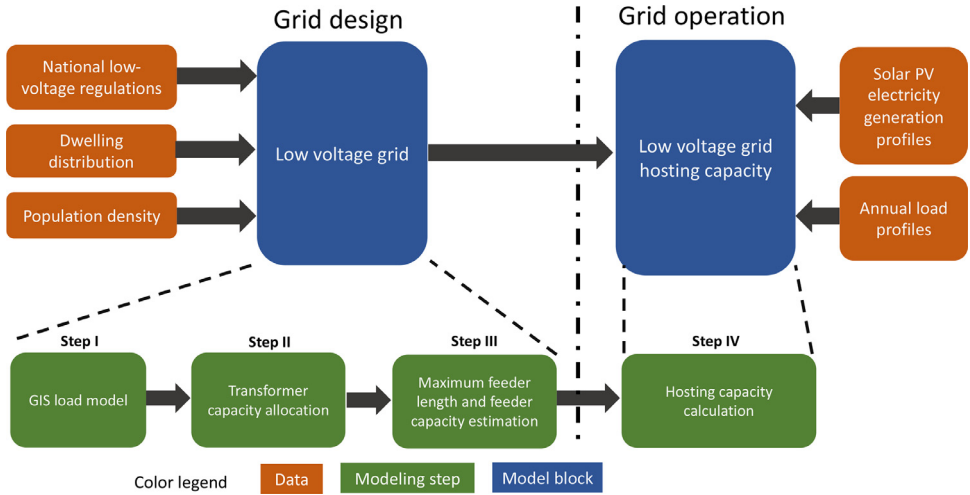 Grid design
Grid operation
National low-
voltage regulations
Dwelling
distribution
Population density
Low voltage grid
Low voltage grid
hosting capacity
Solar PV
electricity
generation
profiles
Annual load
profiles
Step I
Step II
Step III
Step IV
GIS load model
Transformer
capacity allocation
Maximum feeder
length and feeder
capacity estimation
Hosting capacity
calculation
Color legend
Data
Modeling step
Model block